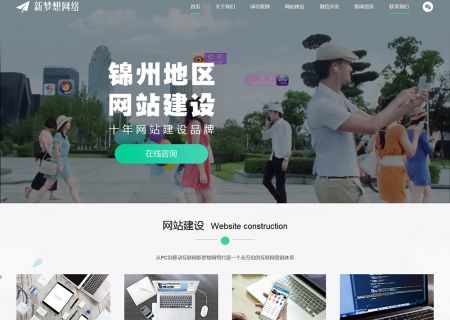 新梦想网络
首页 关于我们 成功案例 网站建设 微信开发 新闻资讯 联系我们
锦州地区
网站建设
十年网站建设品牌
在线咨询
网站建设 Website construction
从PC到移动互联网新梦想网络打造一个全方位的互联网营销体系